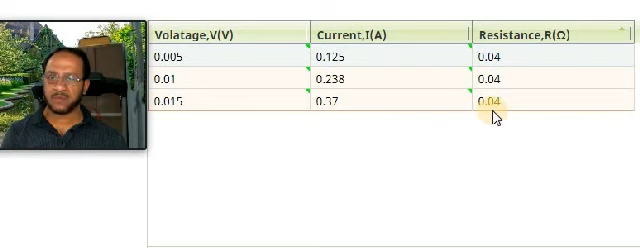 Volatage,V(V) Current,I(A) Resistance,R(Ω)
0.005 0.125 0.04
0.01 0.238 0.04
0.015 0.37 0.04